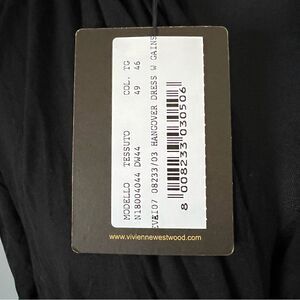 MODELLO TESSUTO COL. TG
N18004044 DW44 49 46
EVEI07 08233/03 HANGOVER DRESS W GAINS
8 008233 030506
www.viviennewestwood.com